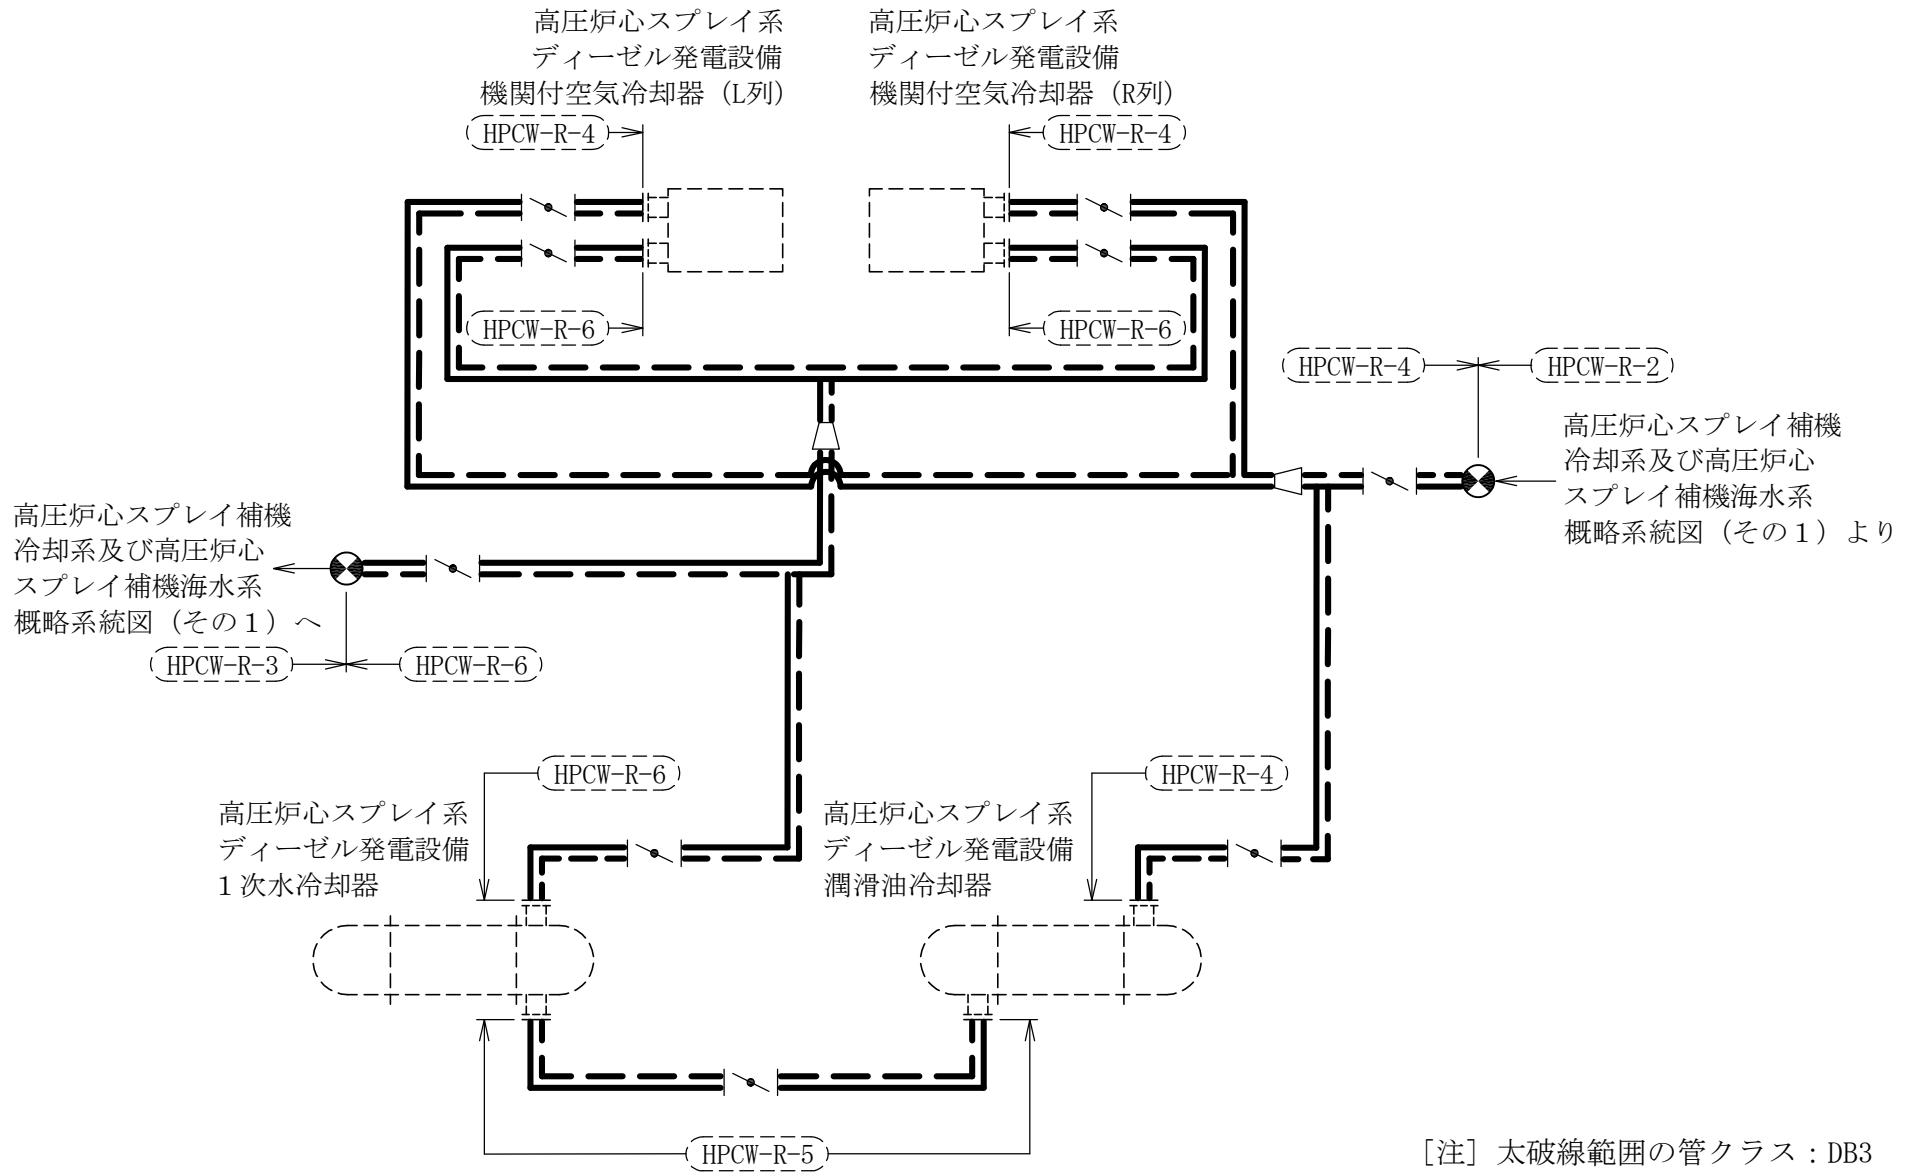 高圧炉心スプレイ系
ディーゼル発電設備
機関付空気冷却器（L列）
高圧炉心スプレイ系
ディーゼル発電設備
機関付空気冷却器（R列）
HPCW-R-4
HPCW-R-4
HPCW-R-6
HPCW-R-6
HPCW-R-4
HPCW-R-2
高圧炉心スプレイ補機
冷却系及び高圧炉心
スプレイ補機海水系
概略系統図（その１）より
高圧炉心スプレイ補機
冷却系及び高圧炉心
スプレイ補機海水系
概略系統図（その１）へ
HPCW-R-3
HPCW-R-6
HPCW-R-6
高圧炉心スプレイ系
ディーゼル発電設備
１次水冷却器
HPCW-R-4
高圧炉心スプレイ系
ディーゼル発電設備
潤滑油冷却器
HPCW-R-5
［注］太破線範囲の管クラス：DB3